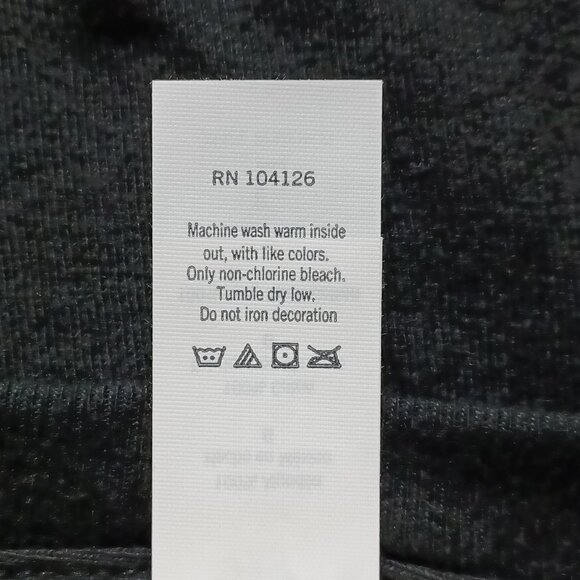 RN 104126
Machine wash warm inside
out, with like colors.
Only non-chlorine bleach.
Tumble dry low.
Do not iron decoration